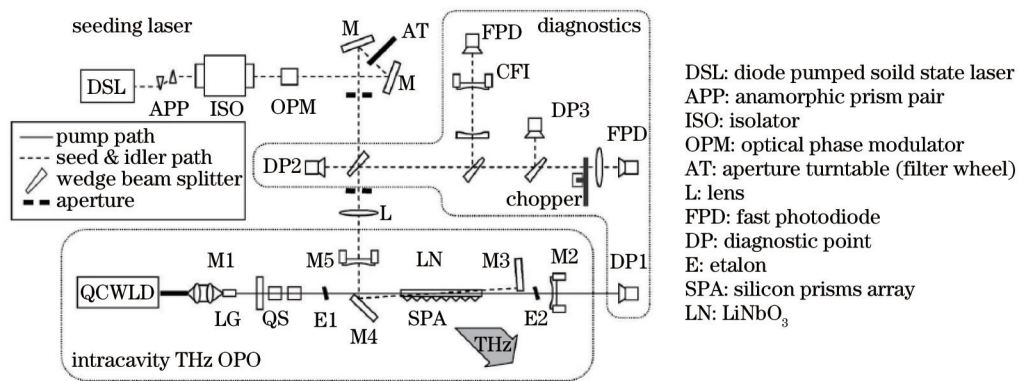 seeding laser
M
AT
FPD
diagnostics
CFI
M
DSL
APP
ISO
OPM
DP3
FPD
pump path
seed & idler path
wedge beam splitter
aperture
DP2
chopper
L
M1
M5
LN
M3
M2
DP1
QCWLD
LG
QS
E1
M4
SPA
E2
THz
intracavity THz OPO
DSL: diode pumped soild state laser
APP: anamorphic prism pair
ISO: isolator
OPM: optical phase modulator
AT: aperture turntable (filter wheel)
L: lens
FPD: fast photodiode
DP: diagnostic point
E: etalon
SPA: silicon prisms array
LN: LiNbO₃